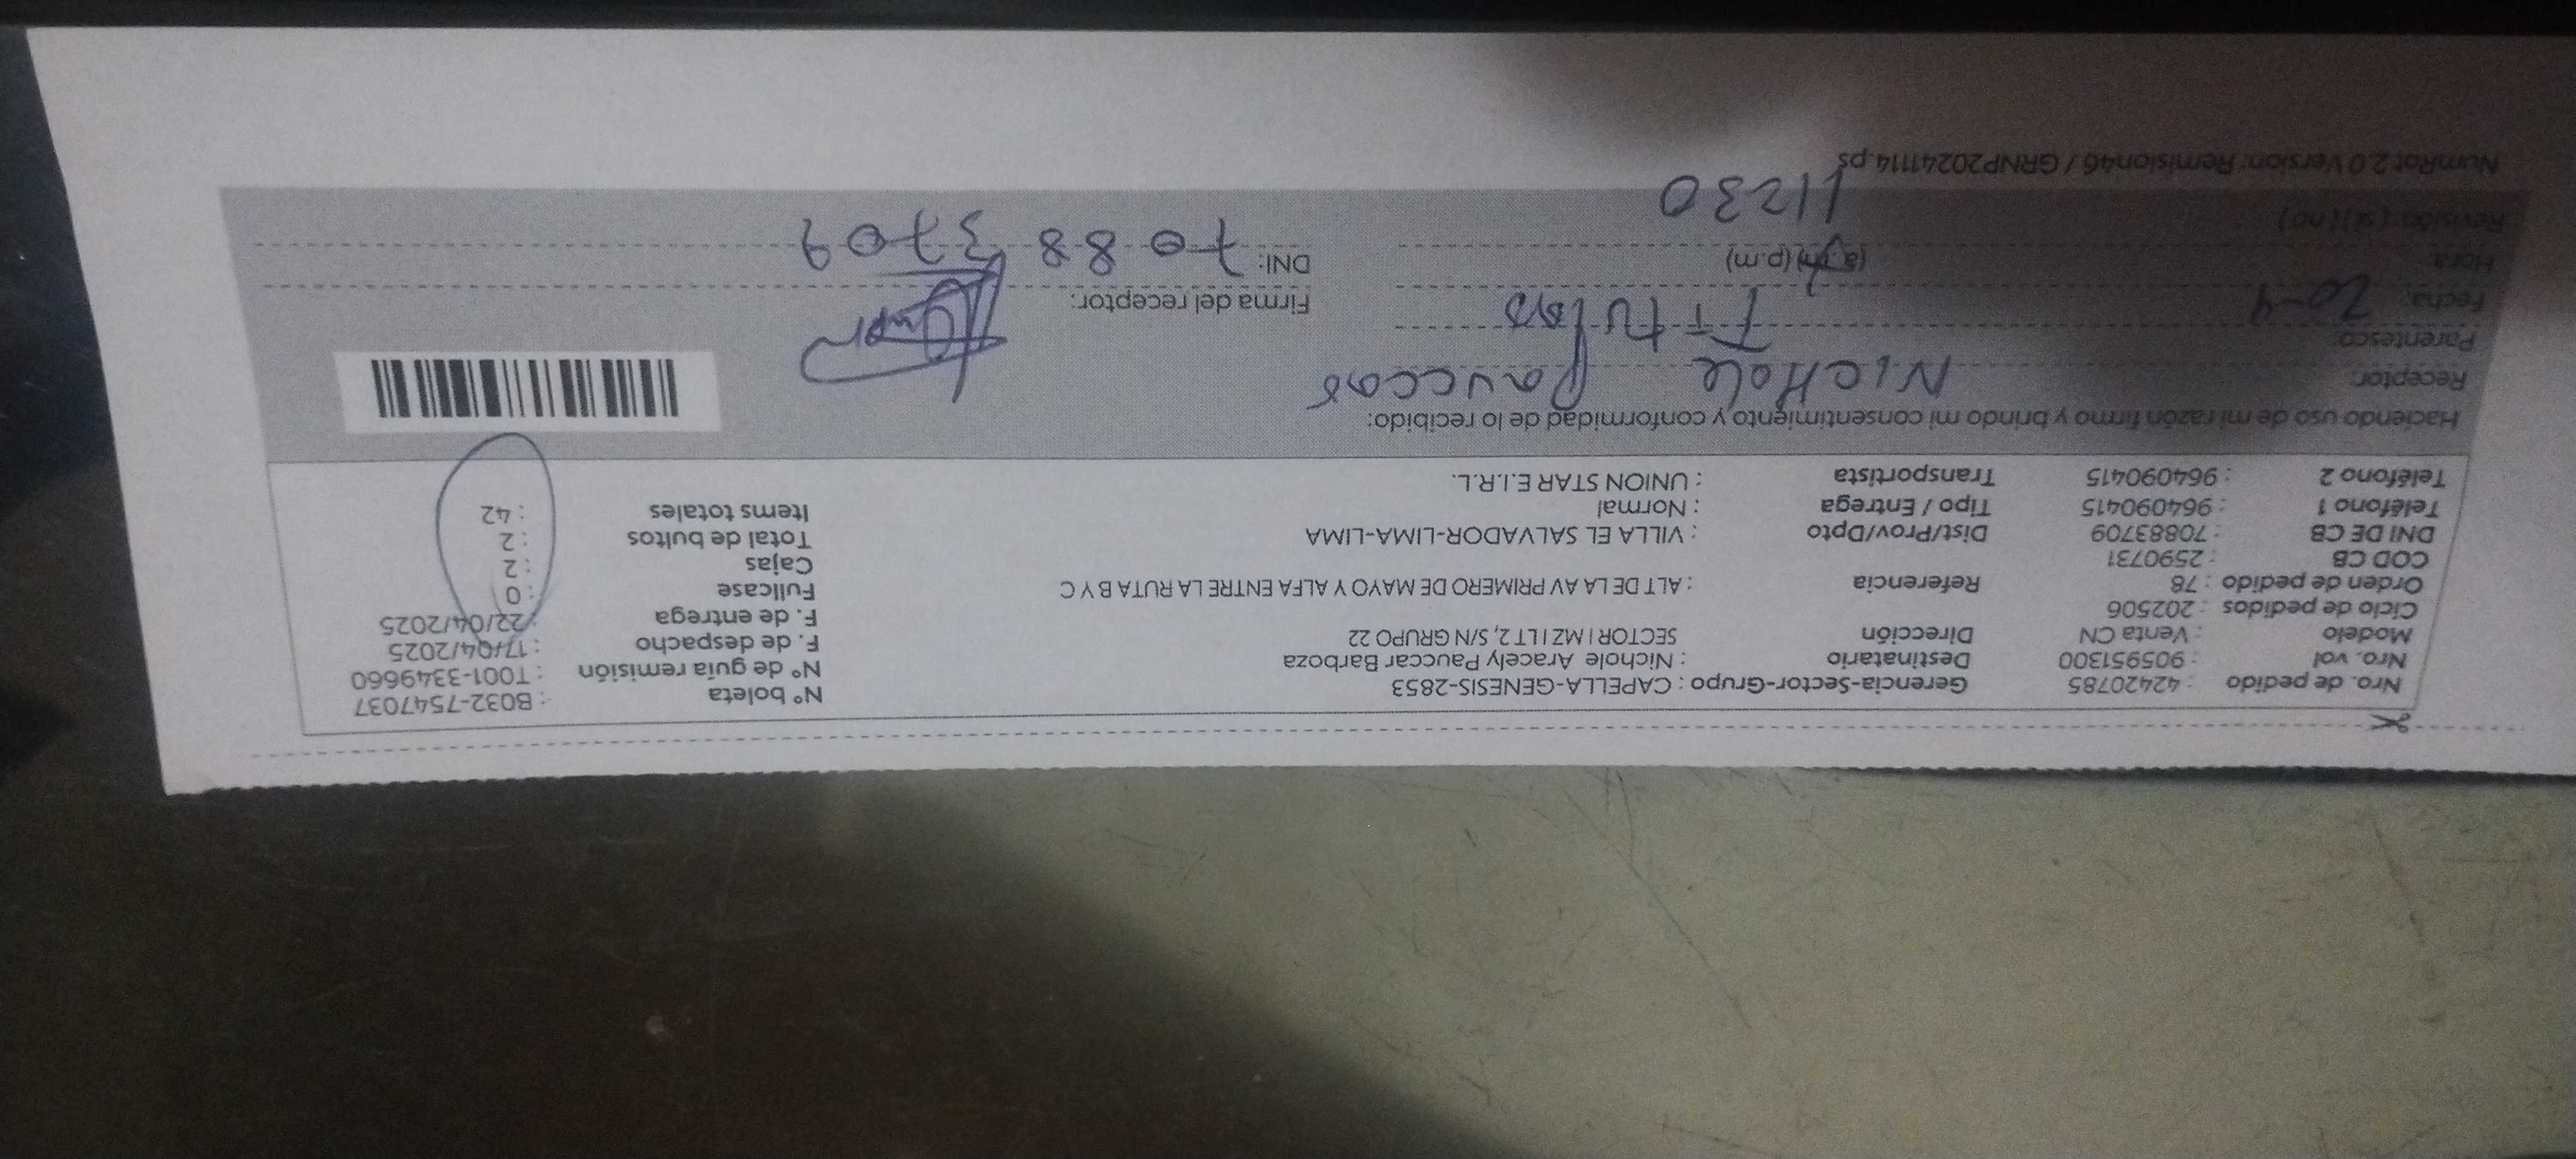 Nro. de pedido : 42420785 Gerencia-Sector-Grupo : CAPELLA-GENESIS-2853 N° boleta : B032-7547037
Nro. vol : 905951300 Destinatario : Nichole Aracely Pauccar Barboza N° de guía remisión : T001-3349660
Modelo : Venta CN Dirección SECTOR I MZ I LT 2, S/N GRUPO 22 F. de despacho : 17/04/2025
Ciclo de pedidos : 202506 F. de entrega : 22/04/2025
Orden de pedido : 78 Referencia : ALT DE LA AV PRIMERO DE MAYO Y ALFA ENTRE LA RUTA B Y C Fullcase : 0
COD CB : 2590731 Cajas : 2
DNI DE CB : 70883709 Dist/Prov/Dpto : VILLA EL SALVADOR-LIMA-LIMA Total de bultos : 2
Teléfono 1 : 964090415 Tipo / Entrega : Normal Items totales : 42
Teléfono 2 : 964090415 Transportista : UNION STAR E.I.R.L.
Haciendo uso de mi razón firmo y brindo mi consentimiento y conformidad de lo recibido:
Receptor: NicHole Pauccar
Parentesco: Titular
Fecha: 20-4 Firma del receptor:
Hora: (a.m) (p.m) DNI: 70883709
Revisión: (si) (no) 11230
NumRot 2.0 Version: Remision46 / GRNP20241114.ps